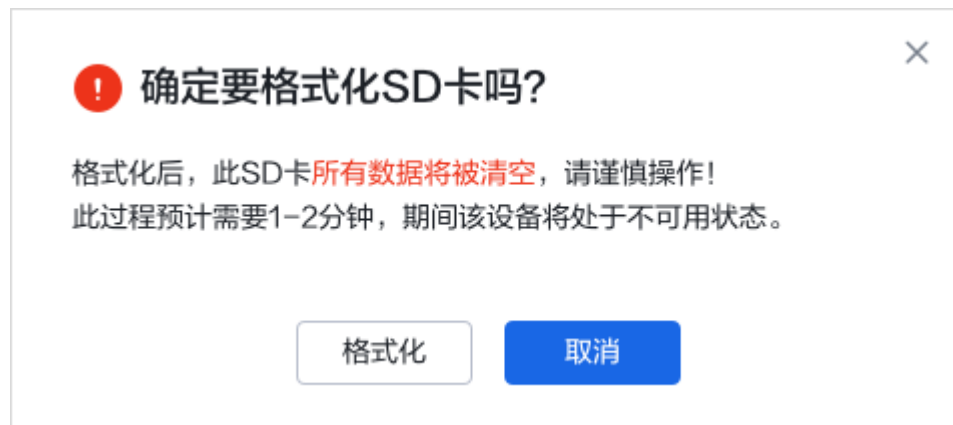 确定要格式化SD卡吗?
格式化后，此SD卡所有数据将被清空，请谨慎操作！
此过程预计需要1-2分钟，期间该设备将处于不可用状态。
格式化 取消